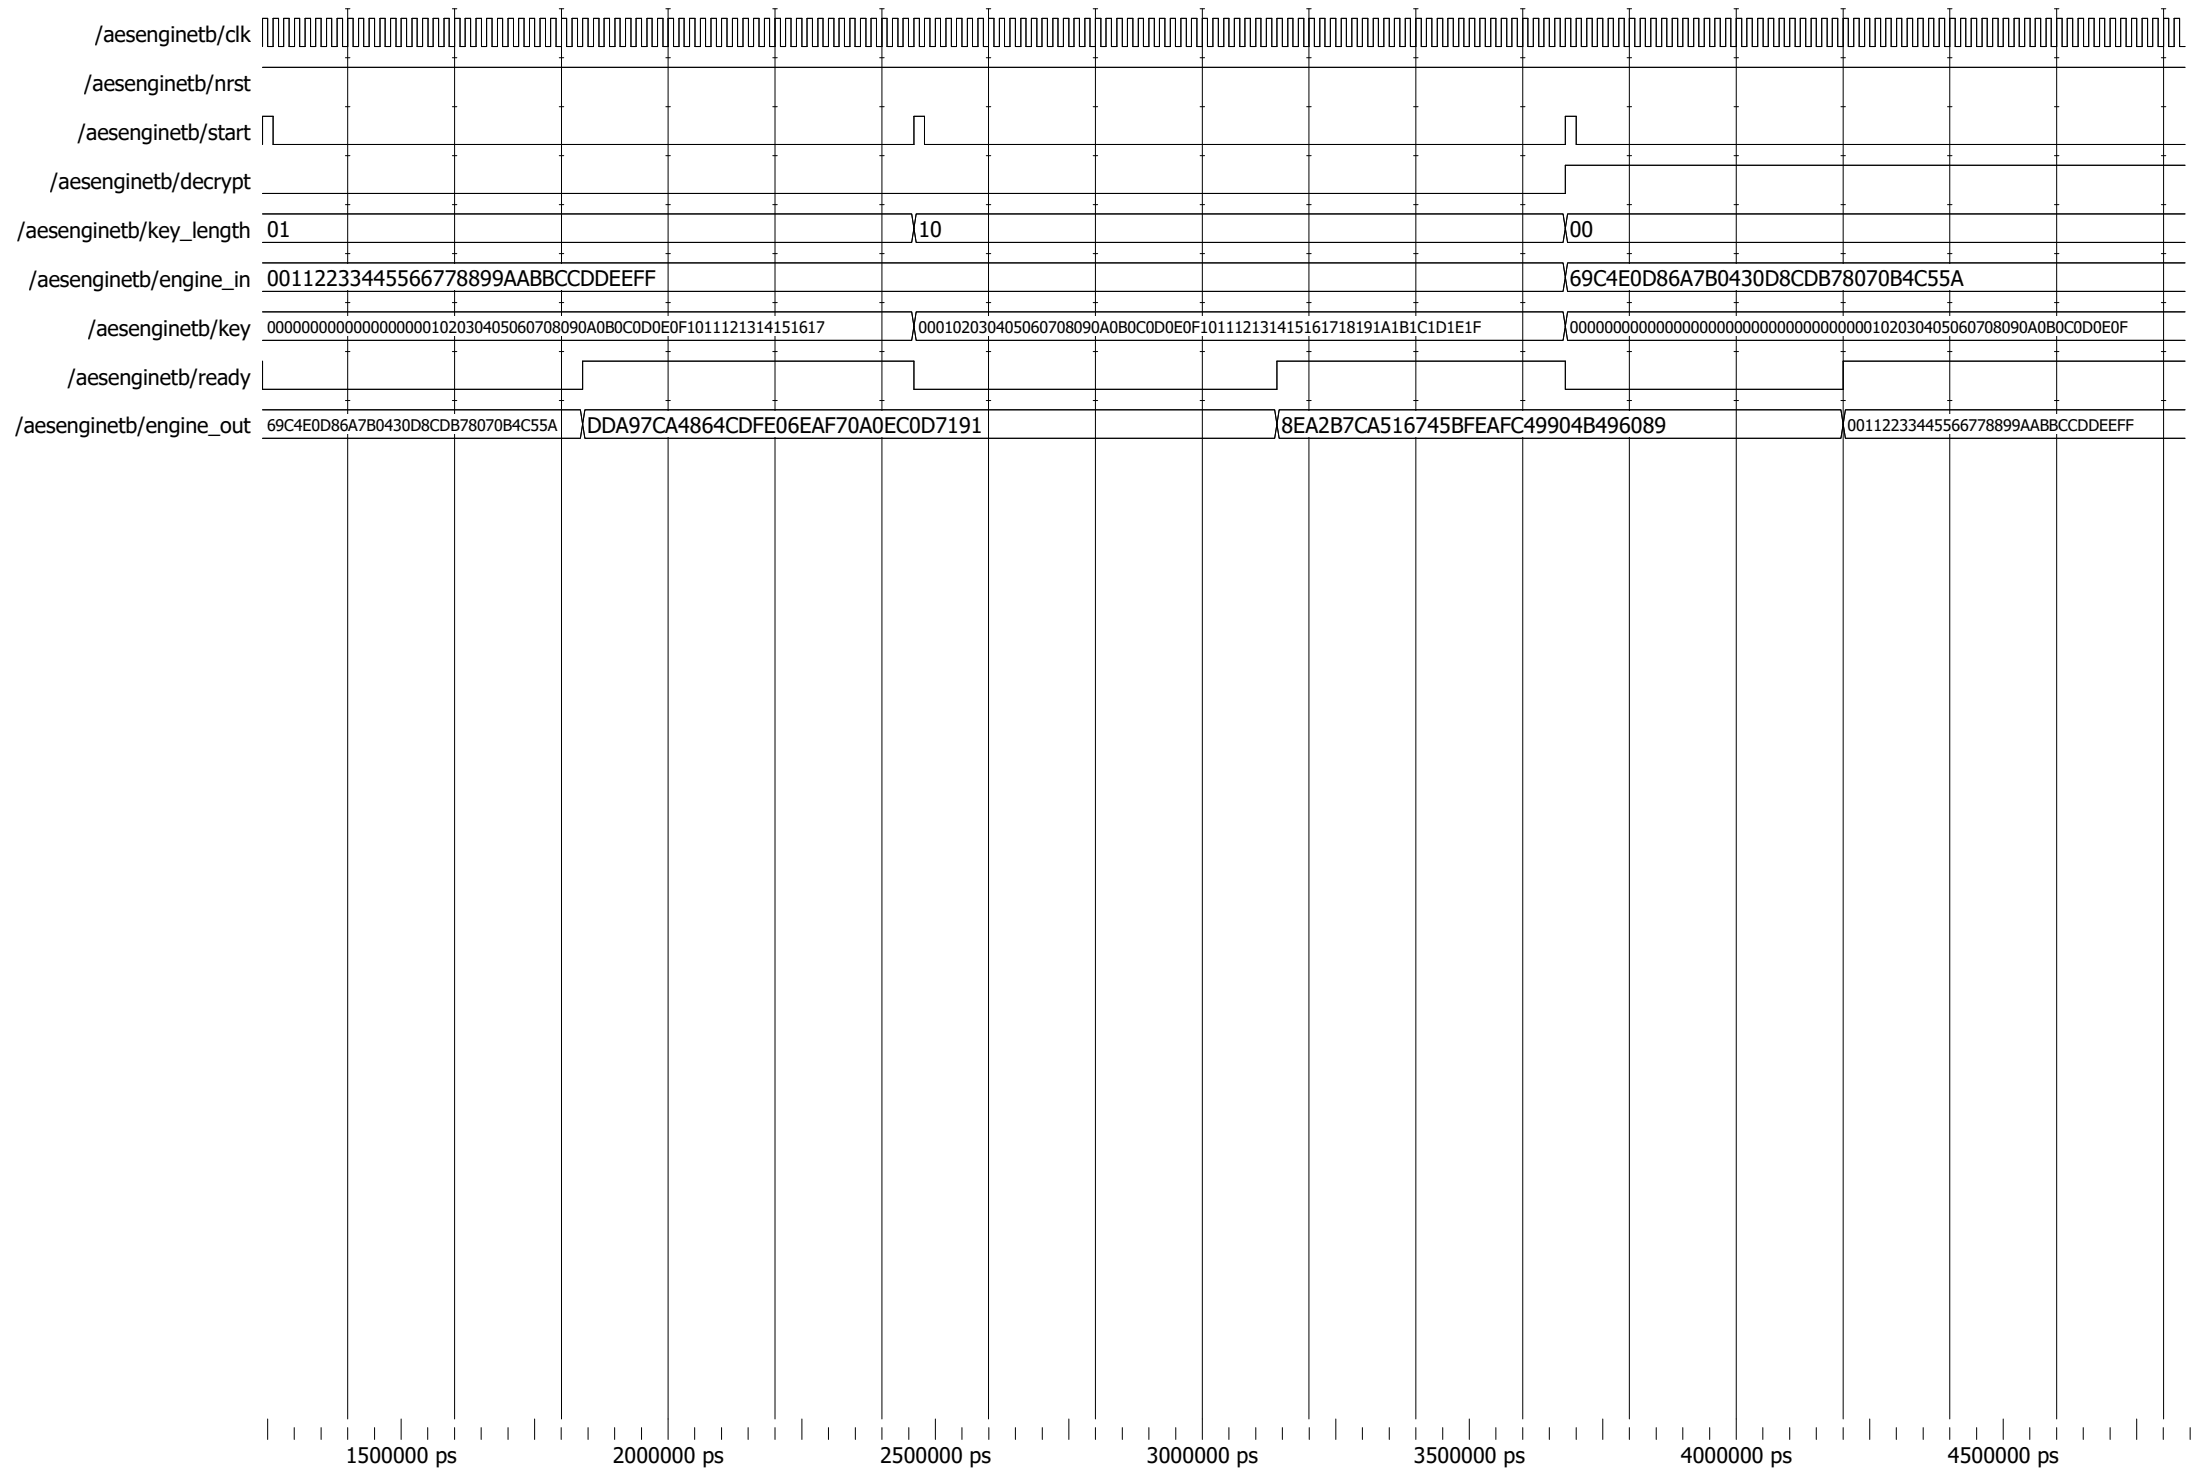 /aesenginetb/clk
/aesenginetb/nrst
/aesenginetb/start
/aesenginetb/decrypt
/aesenginetb/key_length 01 10 00
/aesenginetb/engine_in 00112233445566778899AABBCCDDEEFF 69C4E0D86A7B0430D8CDB78070B4C55A
/aesenginetb/key 0000000000000000000102030405060708090A0B0C0D0E0F1011121314151617 000102030405060708090A0B0C0D0E0F101112131415161718191A1B1C1D1E1F 00000000000000000000000000000000000102030405060708090A0B0C0D0E0F
/aesenginetb/ready
/aesenginetb/engine_out 69C4E0D86A7B0430D8CDB78070B4C55A DDA97CA4864CDFE06EAF70A0EC0D7191 8EA2B7CA516745BFEAFC49904B496089 00112233445566778899AABBCCDDEEFF
1500000 ps 2000000 ps 2500000 ps 3000000 ps 3500000 ps 4000000 ps 4500000 ps